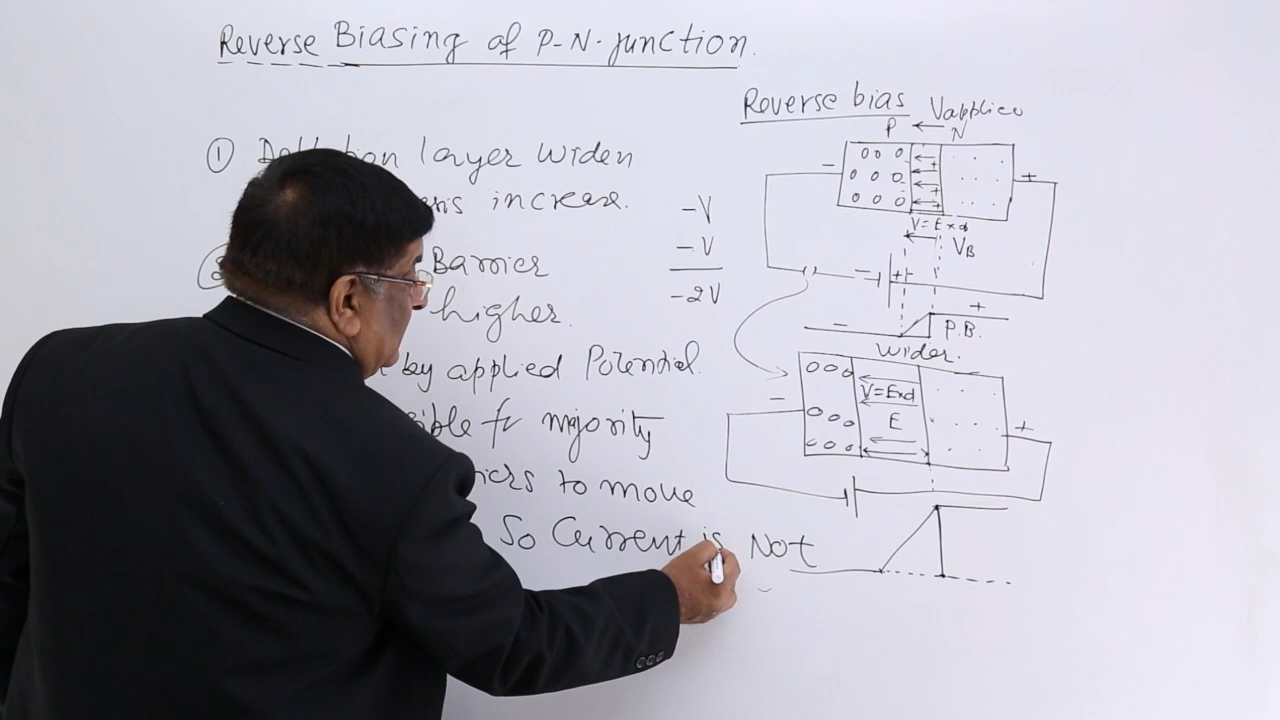 Reverse Biasing of P-N-junction.
① layer widen
increase.
Barrier
higher.
by applied Potential.
for majority
to move
So Current is Not
-V
-V
-2V
Reverse bias
Vapplied
P N
-
+
V=E×d
VB
-
+
-
+
P.B.
Wider.
V=E×d
E
-
+